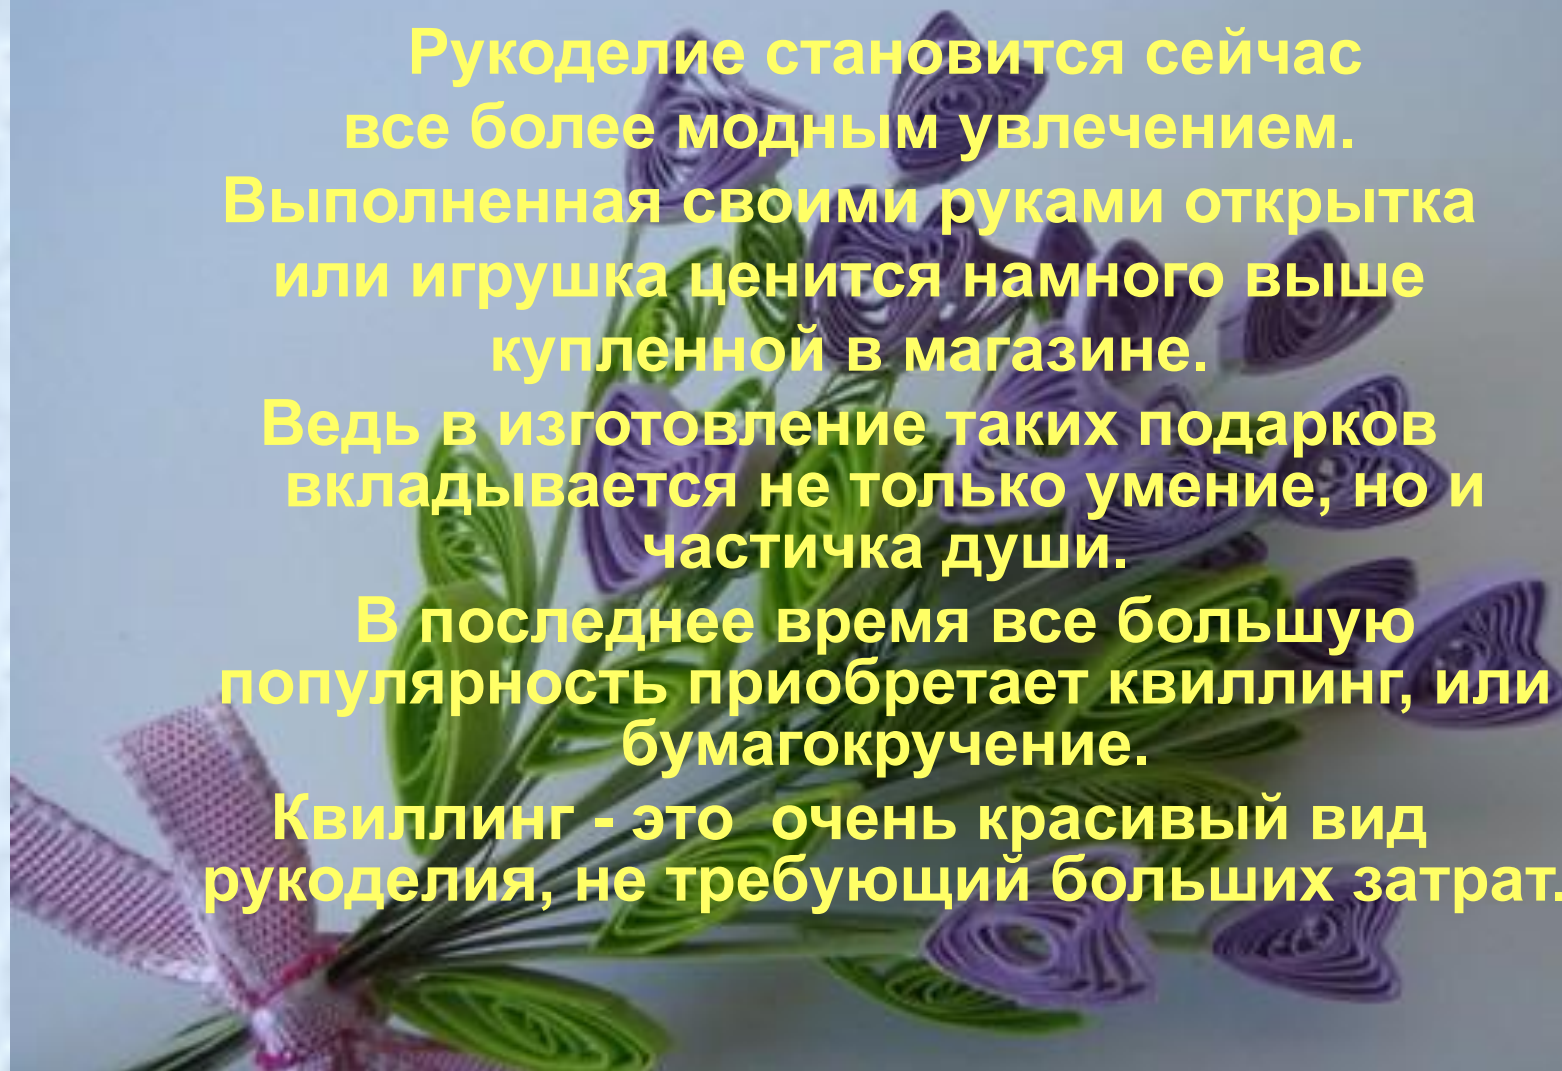 Рукоделие становится сейчас
все более модным увлечением.
Выполненная своими руками открытка
или игрушка ценится намного выше
купленной в магазине.
Ведь в изготовление таких подарков
вкладывается не только умение, но и
частичка души.
В последнее время все большую
популярность приобретает квиллинг, или
бумагокручение.
Квиллинг - это  очень красивый вид
рукоделия, не требующий больших затрат.